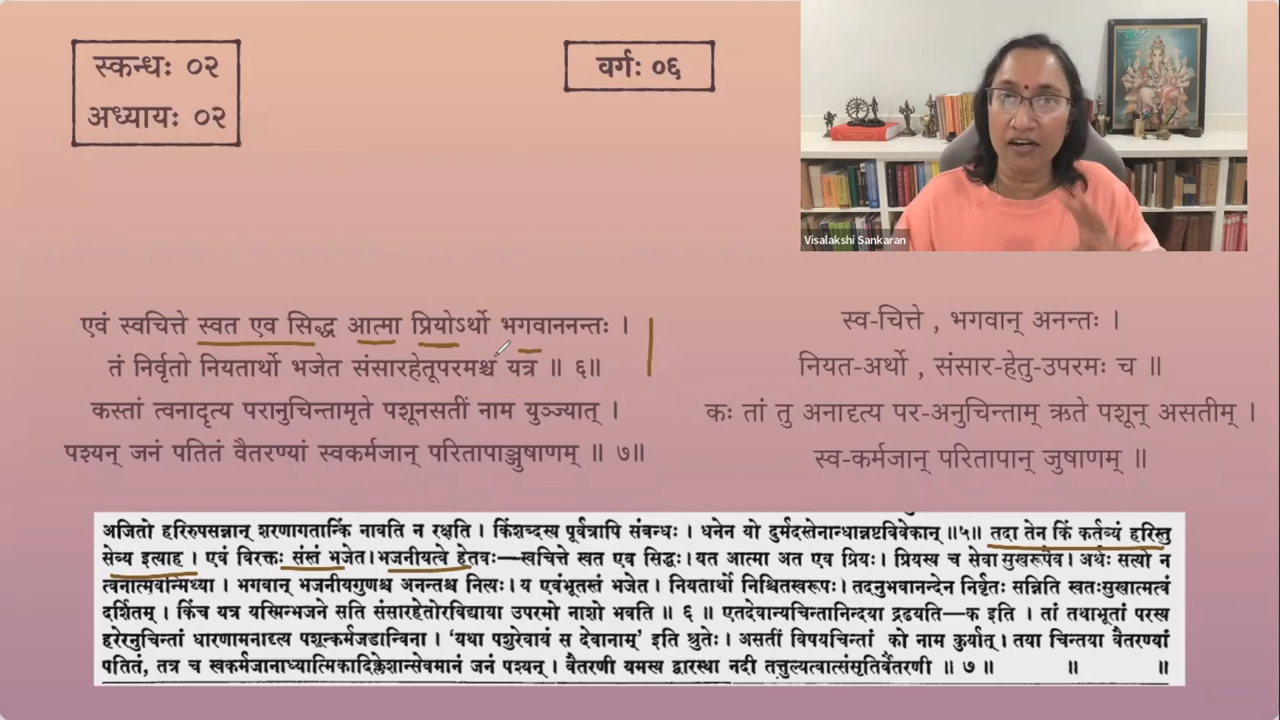 स्कन्धः ०२
अध्यायः ०२
वर्गः ०६
Visalakshi Sankaran
एवं स्वचित्ते स्वत एव सिद्ध आत्मा प्रियोऽर्थो भगवाननन्तः ।
तं निर्वृतो नियतार्थो भजेत संसारहेतूपरमश्च यत्र ॥ ६॥
कस्तां त्वनादृत्य परानुचिन्तामृते पशूनसतीं नाम युञ्ज्यात् ।
पश्यन् जनं पतितं वैतरण्यां स्वकर्मजान् परितापाञ्जुषाणम् ॥ ७॥
स्व-चित्ते , भगवान् अनन्तः ।
नियत-अर्थो , संसार-हेतु-उपरमः च ॥
कः तां तु अनादृत्य पर-अनुचिन्ताम् ऋते पशून् असतीम् ।
स्व-कर्मजान् परितापान् जुषाणम् ॥
अजितो हरिरुपसन्नान् शरणागतान्किं नावति न रक्षति । किंशब्दस्य पूर्वत्रापि संबन्धः । धनेन यो दुर्मदस्तेनान्धान्नष्टविवेकान् ॥५॥ तदा तेन किं कर्तव्यं हरिस्तु
सेव्य इत्याह । एवं विरक्तः संस्तं भजेत । भजनीयत्वे हेतवः—स्वचित्ते स्वत एव सिद्धः । यत आत्मा अत एव प्रियः । प्रियस्य च सेवा सुखरूपैव । अर्थः सत्यो न
त्वनात्मवन्मिथ्या । भगवान् भजनीयगुणश्च अनन्तश्च नित्यः । य एवंभूतस्तं भजेत । नियतार्थो निश्चितस्वरूपः । तदनुभवानन्देन निर्वृतः सन्निति स्वतःसुखात्मत्वं
दर्शितम् । किंच यत्र यस्मिन्भजने सति संसारहेतोरविद्याया उपरमो नाशो भवति ॥ ६ ॥ एतदेवान्यचिन्तानिन्दया द्रढयति—क इति । तां तथाभूतां परस्य
हरेरनुचिन्तां धारणामनादृत्य पशून्कर्मजडान्विना । 'यथा पशुरेवायं स देवानाम्' इति श्रुतेः । असतीं विषयचिन्तां को नाम कुर्यात् । तया चिन्तया वैतरण्यां
पतितं, तत्र च स्वकर्मजानाध्यात्मिकादिक्लेशान्सेवमानं जनं पश्यन् । वैतरणी यमस्य द्वारस्था नदी तत्तुल्यत्वात्संसृतिर्वैतरणी ॥ ७ ॥ ॥ ॥